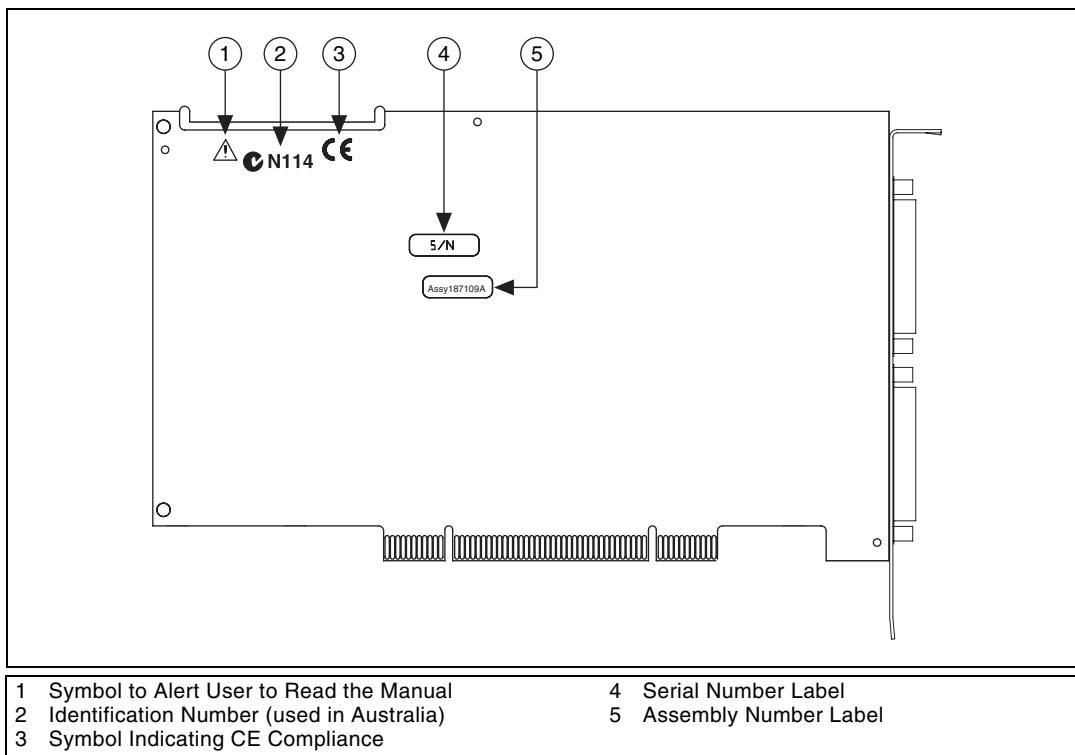 1 2 3 4 5
N114 CE
S/N
Assy187109A
1 Symbol to Alert User to Read the Manual
2 Identification Number (used in Australia)
3 Symbol Indicating CE Compliance
4 Serial Number Label
5 Assembly Number Label